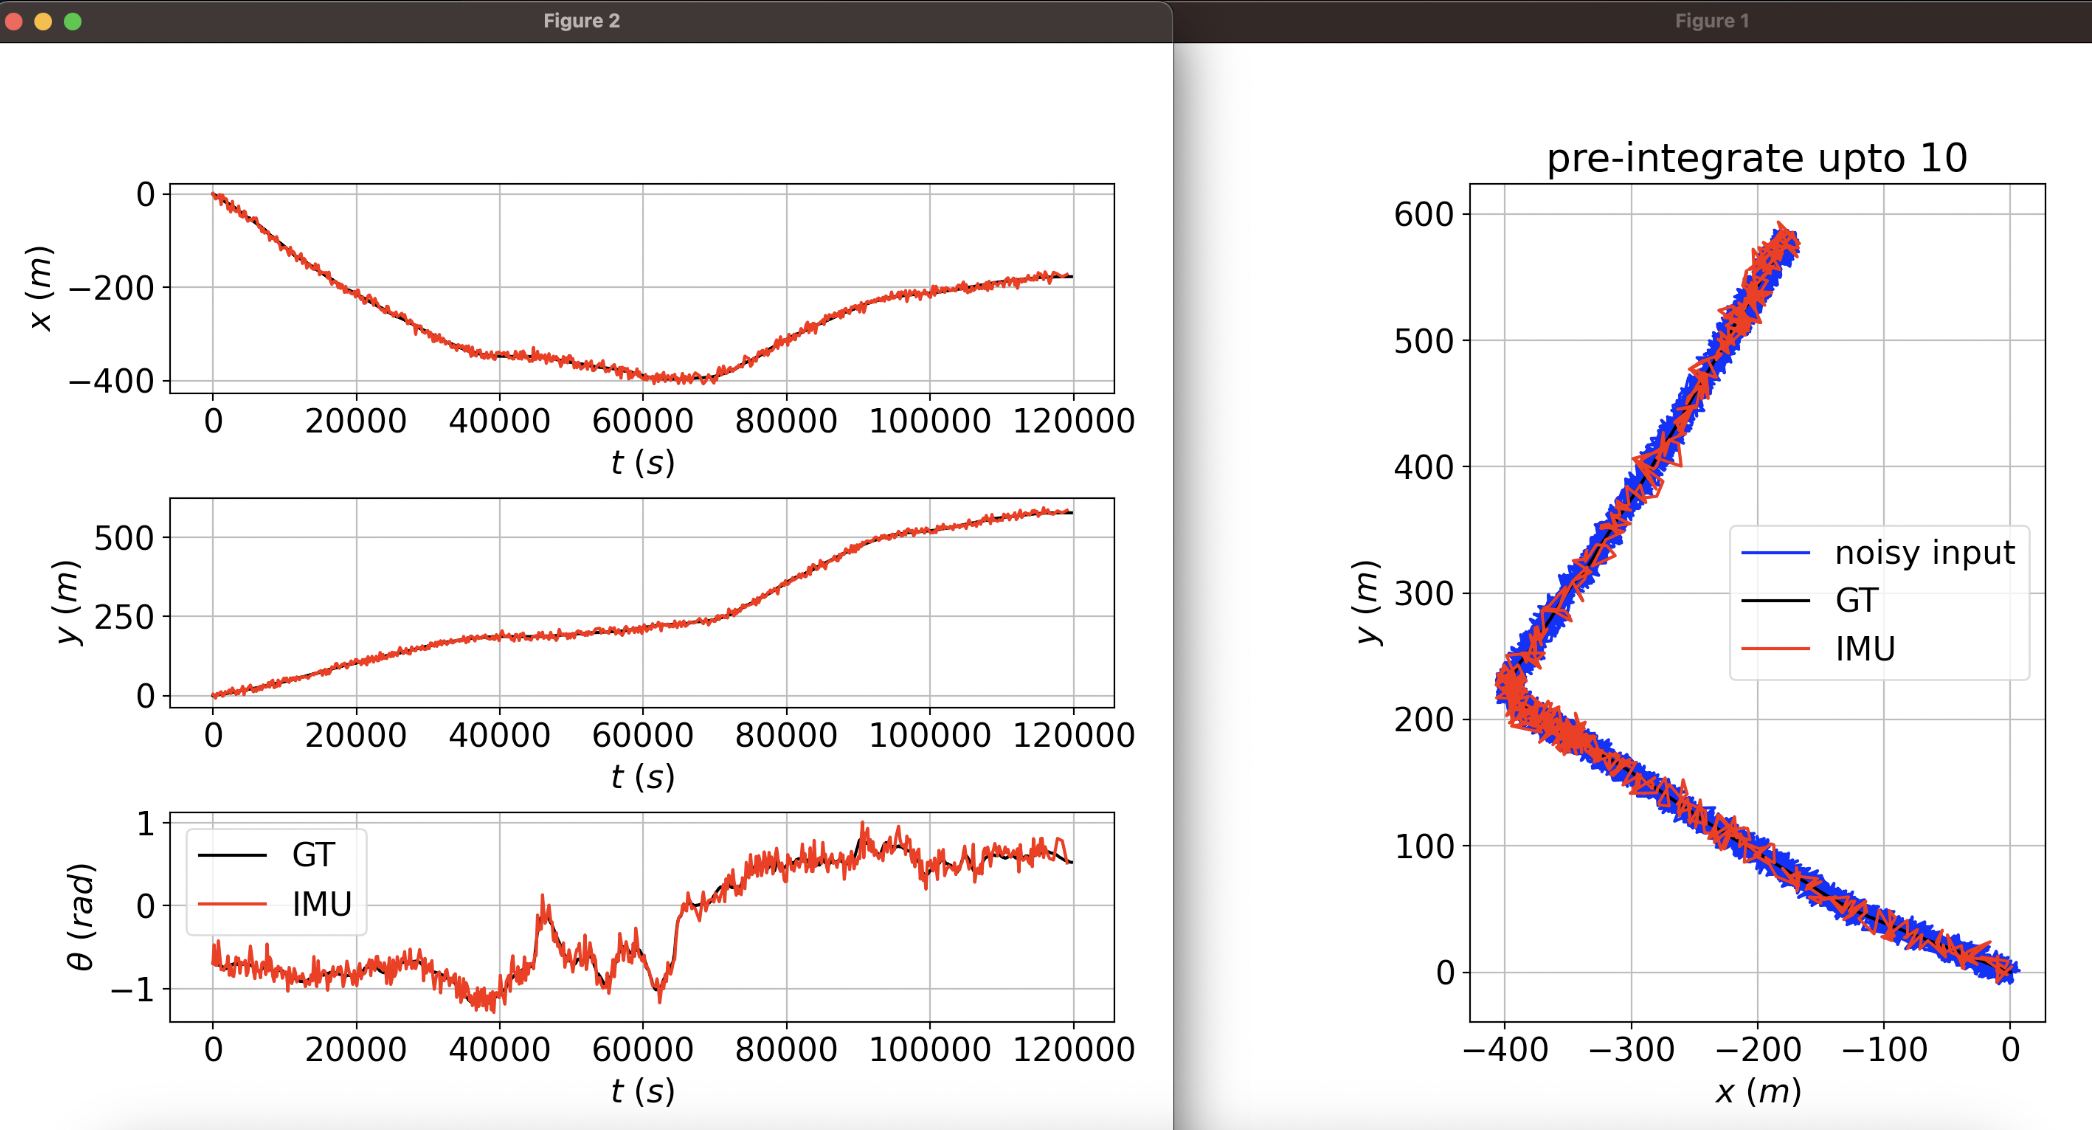 Figure 2
0
−200
−400
x (m)
0 20000 40000 60000 80000 100000 120000
t (s)
500
250
0
y (m)
0 20000 40000 60000 80000 100000 120000
t (s)
1
0
−1
θ (rad)
GT
IMU
0 20000 40000 60000 80000 100000 120000
t (s)
Figure 1
pre-integrate upto 10
600
500
400
300
200
100
0
y (m)
noisy input
GT
IMU
−400 −300 −200 −100 0
x (m)